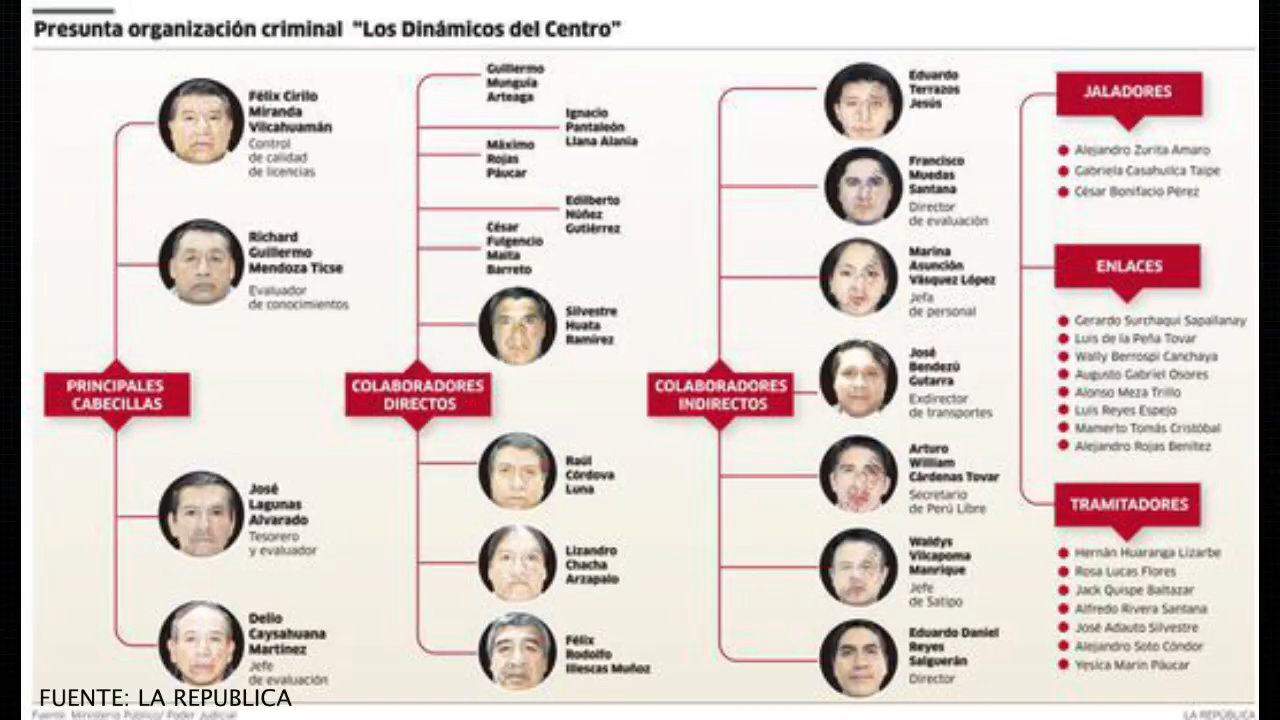 Presunta organización criminal "Los Dinámicos del Centro"
PRINCIPALES
CABECILLAS
Félix Cirilo
Miranda
Vilcahuamán
Control
de calidad
de licencias
Richard
Guillermo
Mendoza Ticse
Evaluador
de conocimientos
José
Lagunas
Alvarado
Tesorero
y evaluador
Delio
Caysahuana
Martínez
Jefe
de evaluación
COLABORADORES
DIRECTOS
Guillermo
Munguía
Arteaga
Ignacio
Pantaleón
Llana Alania
Máximo
Rojas
Páucar
Edilberto
Núñez
Gutiérrez
César
Fulgencio
Maita
Barreto
Silvestre
Huata
Ramírez
Raúl
Córdova
Luna
Lizandro
Chacha
Arzapalo
Félix
Rodolfo
Illescas Muñoz
COLABORADORES
INDIRECTOS
Eduardo
Terrazos
Jesús
Francisco
Muedas
Santana
Director
de evaluación
Marina
Asunción
Vásquez López
Jefa
de personal
José
Bendezú
Gutarra
Exdirector
de transportes
Arturo
William
Cárdenas Tovar
Secretario
de Perú Libre
Waldys
Vilcapoma
Manrique
Jefe
de Satipo
Eduardo Daniel
Reyes
Salguerán
Director
JALADORES
Alejandro Zurita Amaro
Gabriela Casahuilca Taipe
César Bonifacio Pérez
ENLACES
Gerardo Surchaqui Sapallanay
Luis de la Peña Tovar
Wally Berrospi Canchaya
Augusto Gabriel Osores
Alonso Meza Trillo
Luis Reyes Espejo
Mamerto Tomás Cristóbal
Alejandro Rojas Benítez
TRAMITADORES
Hernán Huaranga Lizarbe
Rosa Lucas Flores
Jack Quispe Baltazar
Alfredo Rivera Santana
José Adauto Silvestre
Alejandro Soto Cóndor
Yesica Marin Páucar
FUENTE: LA REPUBLICA
Fuente: Ministerio Público/ Poder Judicial
LA REPÚBLICA